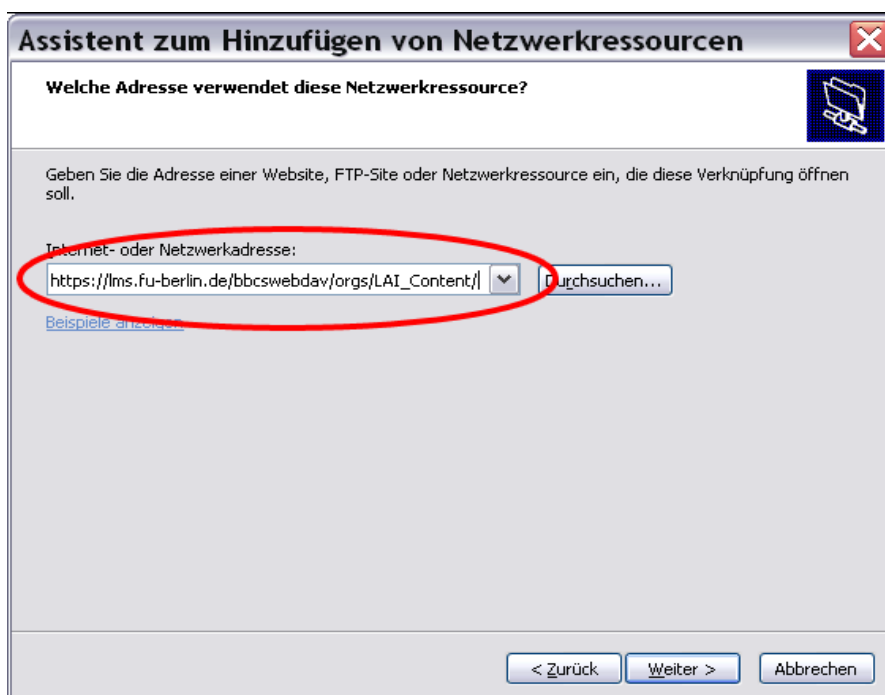 Assistent zum Hinzufügen von Netzwerkressourcen
Welche Adresse verwendet diese Netzwerkressource?
Geben Sie die Adresse einer Website, FTP-Site oder Netzwerkressource ein, die diese Verknüpfung öffnen
soll.
Internet- oder Netzwerkadresse:
https://lms.fu-berlin.de/bbcswebdav/orgs/LAI_Content/
Durchsuchen...
Beispiele anzeigen
< Zurück
Weiter >
Abbrechen